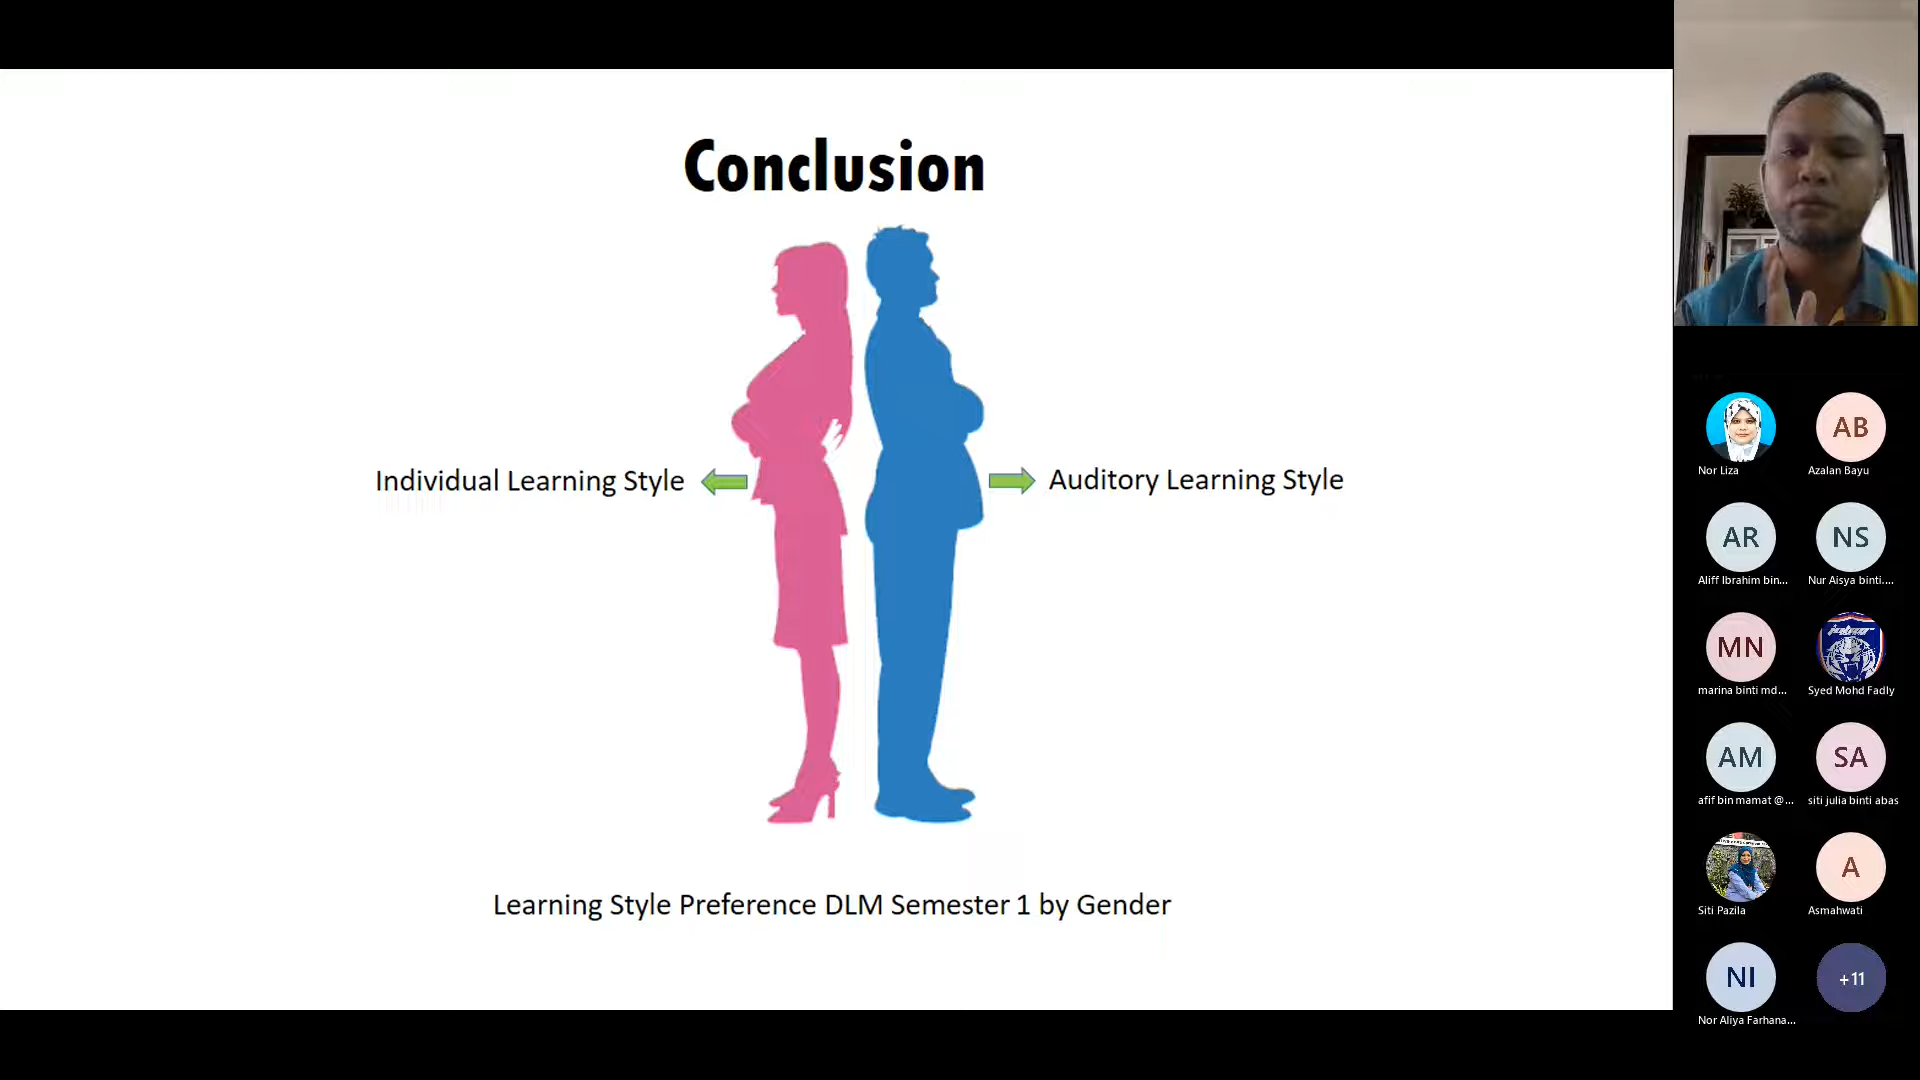 Conclusion
Individual Learning Style
Auditory Learning Style
Learning Style Preference DLM Semester 1 by Gender
Nor Liza
AB
Azalan Bayu
AR
Aliff Ibrahim bin...
NS
Nur Aisya binti....
MN
marina binti md...
Syed Mohd Fadly
AM
afif bin mamat @...
SA
siti julia binti abas
Siti Pazila
A
Asmahwati
NI
Nor Aliya Farhana...
+11